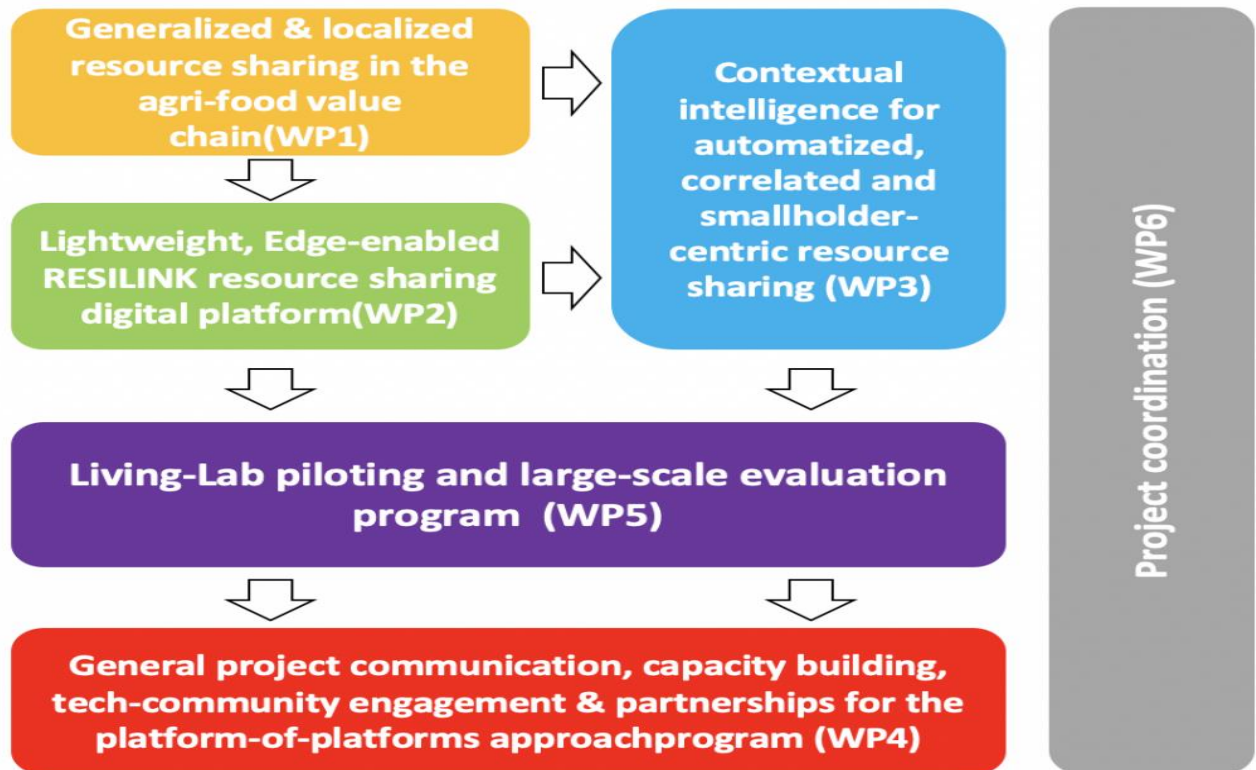 Generalized & localized
resource sharing in the
agri-food value
chain(WP1)
Contextual
intelligence for
automatized,
correlated and
smallholder-
centric resource
sharing (WP3)
Lightweight, Edge-enabled
RESILINK resource sharing
digital platform(WP2)
Living-Lab piloting and large-scale evaluation
program (WP5)
General project communication, capacity building,
tech-community engagement & partnerships for the
platform-of-platforms approachprogram (WP4)
Project coordination (WP6)